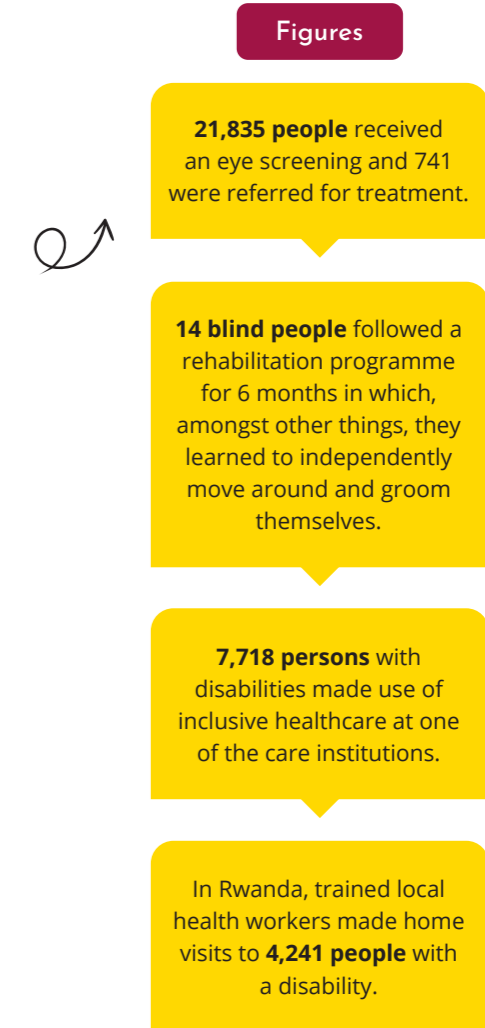 Figures
21,835 people received
an eye screening and 741
were referred for treatment.
14 blind people followed a
rehabilitation programme
for 6 months in which,
amongst other things, they
learned to independently
move around and groom
themselves.
7,718 persons with
disabilities made use of
inclusive healthcare at one
of the care institutions.
In Rwanda, trained local
health workers made home
visits to 4,241 people with
a disability.